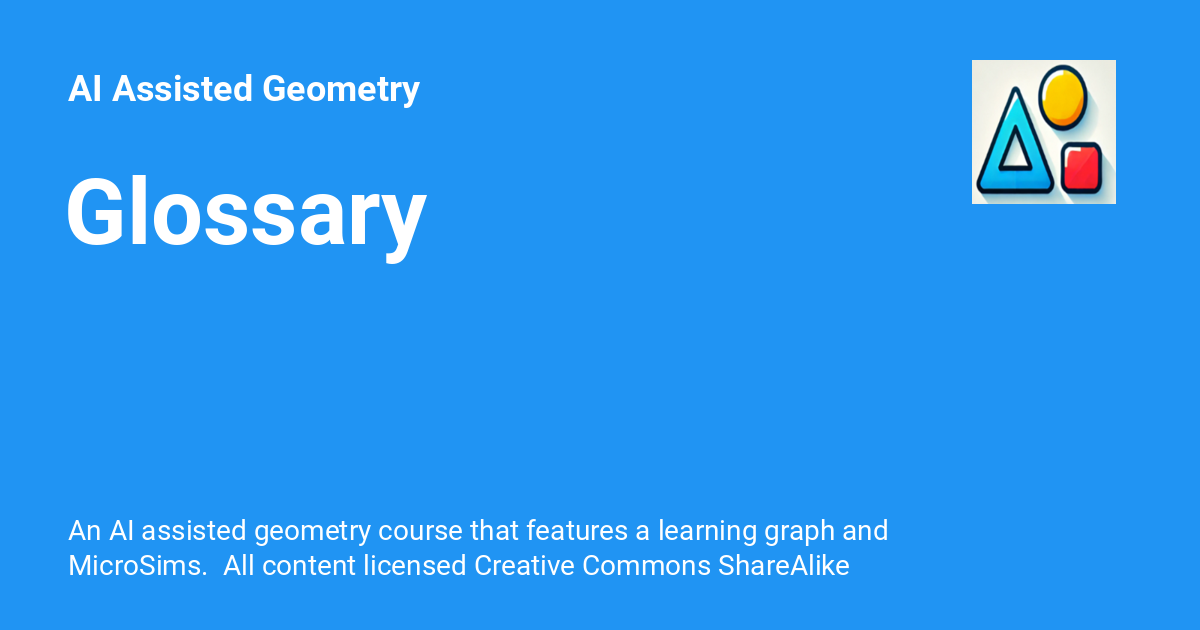 AI Assisted Geometry
Glossary
An AI assisted geometry course that features a learning graph and
MicroSims.  All content licensed Creative Commons ShareAlike